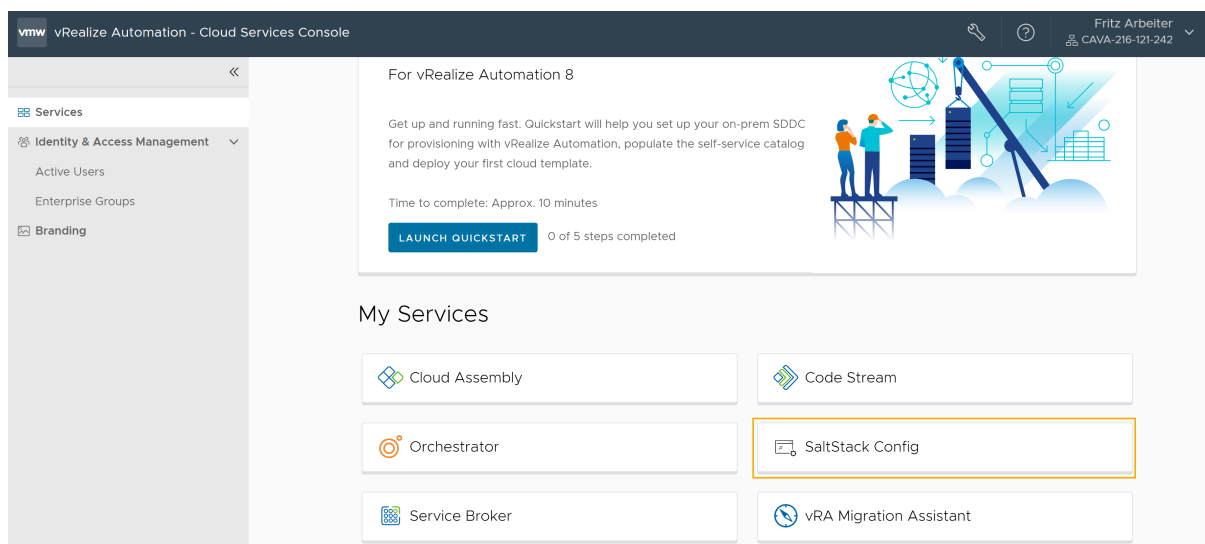 vmw vRealize Automation - Cloud Services Console
Fritz Arbeiter
CAVA-216-121-242
Services
Identity & Access Management
Active Users
Enterprise Groups
Branding
For vRealize Automation 8
Get up and running fast. Quickstart will help you set up your on-prem SDDC
for provisioning with vRealize Automation, populate the self-service catalog
and deploy your first cloud template.
Time to complete: Approx. 10 minutes
LAUNCH QUICKSTART 0 of 5 steps completed
My Services
Cloud Assembly
Code Stream
Orchestrator
SaltStack Config
Service Broker
vRA Migration Assistant